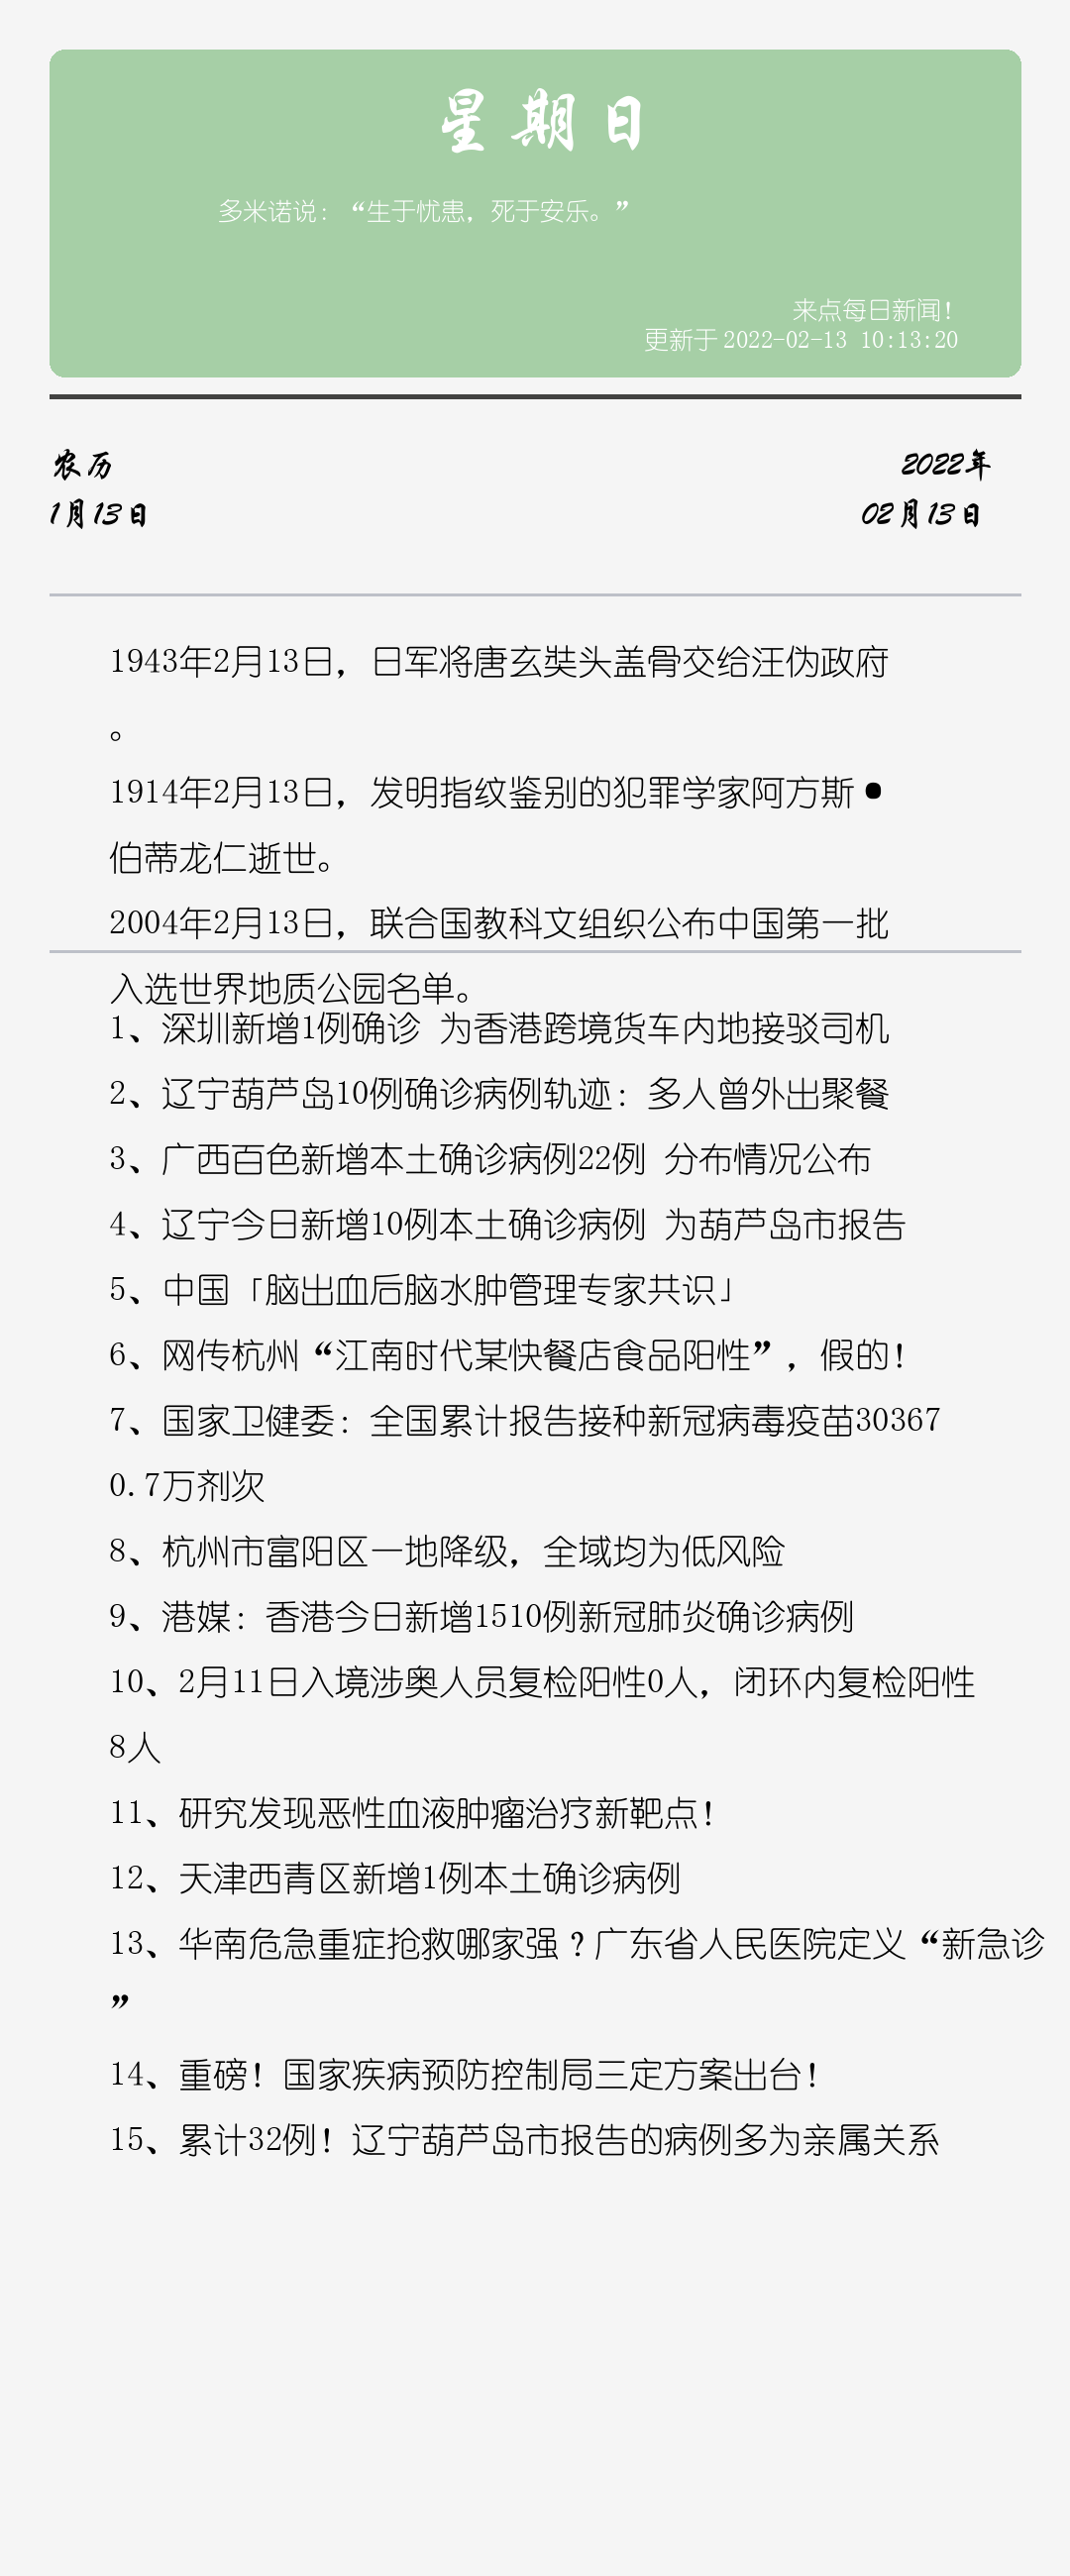 星期日
多米诺说：“生于忧患，死于安乐。”
来点每日新闻！
更新于 2022-02-13 10:13:20
农历
2022年
1月13日
02月13日
1943年2月13日，日军将唐玄奘头盖骨交给汪伪政府
。
1914年2月13日，发明指纹鉴别的犯罪学家阿方斯•
伯蒂龙仁逝世。
2004年2月13日，联合国教科文组织公布中国第一批
入选世界地质公园名单。
1、深圳新增1例确诊 为香港跨境货车内地接驳司机
2、辽宁葫芦岛10例确诊病例轨迹：多人曾外出聚餐
3、广西百色新增本土确诊病例22例 分布情况公布
4、辽宁今日新增10例本土确诊病例 为葫芦岛市报告
5、中国「脑出血后脑水肿管理专家共识」
6、网传杭州“江南时代某快餐店食品阳性”，假的！
7、国家卫健委：全国累计报告接种新冠病毒疫苗30367
0.7万剂次
8、杭州市富阳区一地降级，全域均为低风险
9、港媒：香港今日新增1510例新冠肺炎确诊病例
10、2月11日入境涉奥人员复检阳性0人，闭环内复检阳性
8人
11、研究发现恶性血液肿瘤治疗新靶点！
12、天津西青区新增1例本土确诊病例
13、华南危急重症抢救哪家强？广东省人民医院定义“新急诊
”
14、重磅！国家疾病预防控制局三定方案出台！
15、累计32例！辽宁葫芦岛市报告的病例多为亲属关系